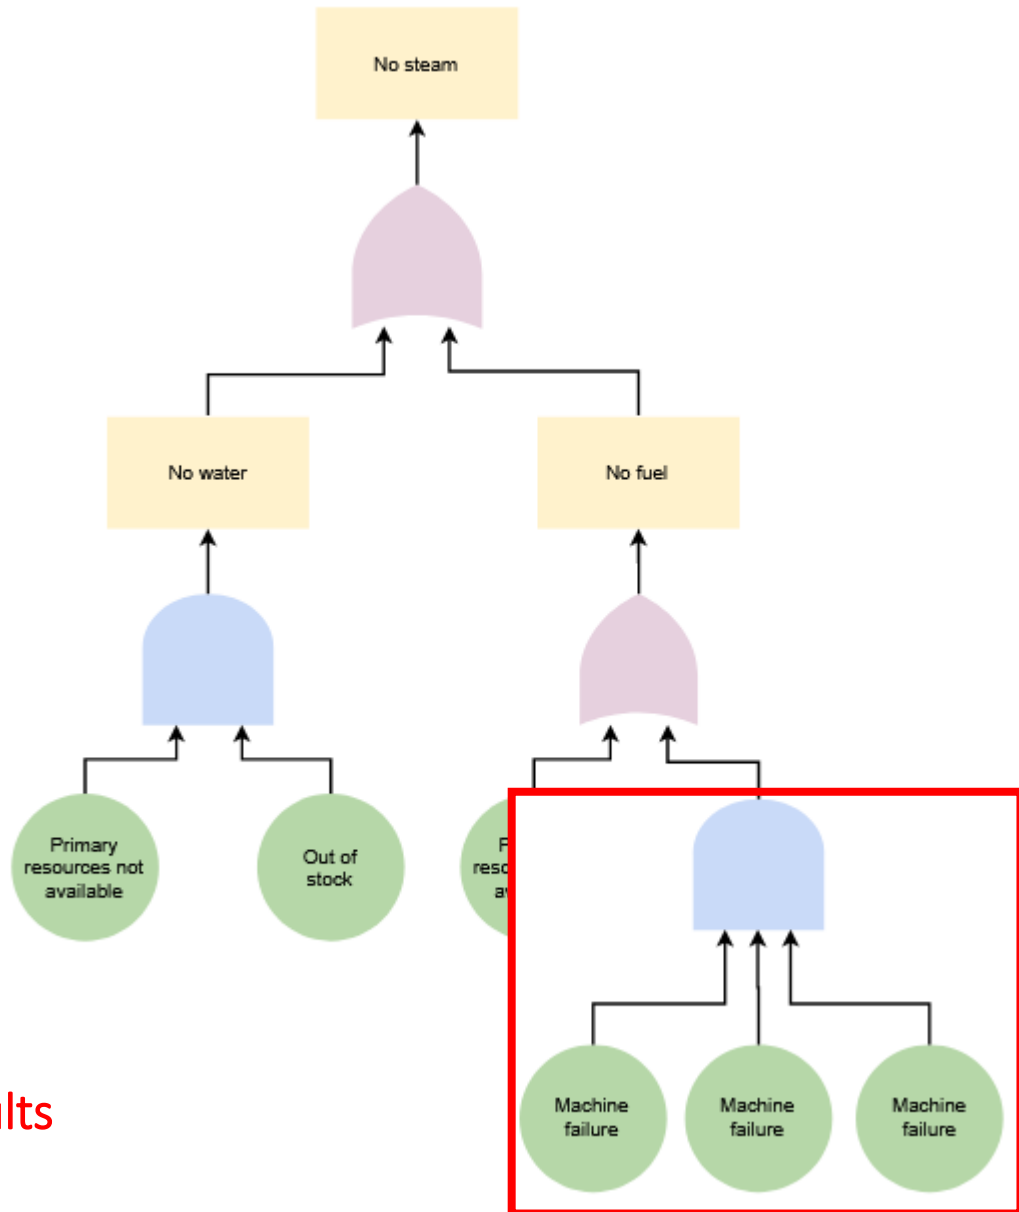 No steam
No water
No fuel
Primary
resources not
available
Out of
stock
Machine
failure
Machine
failure
Machine
failure